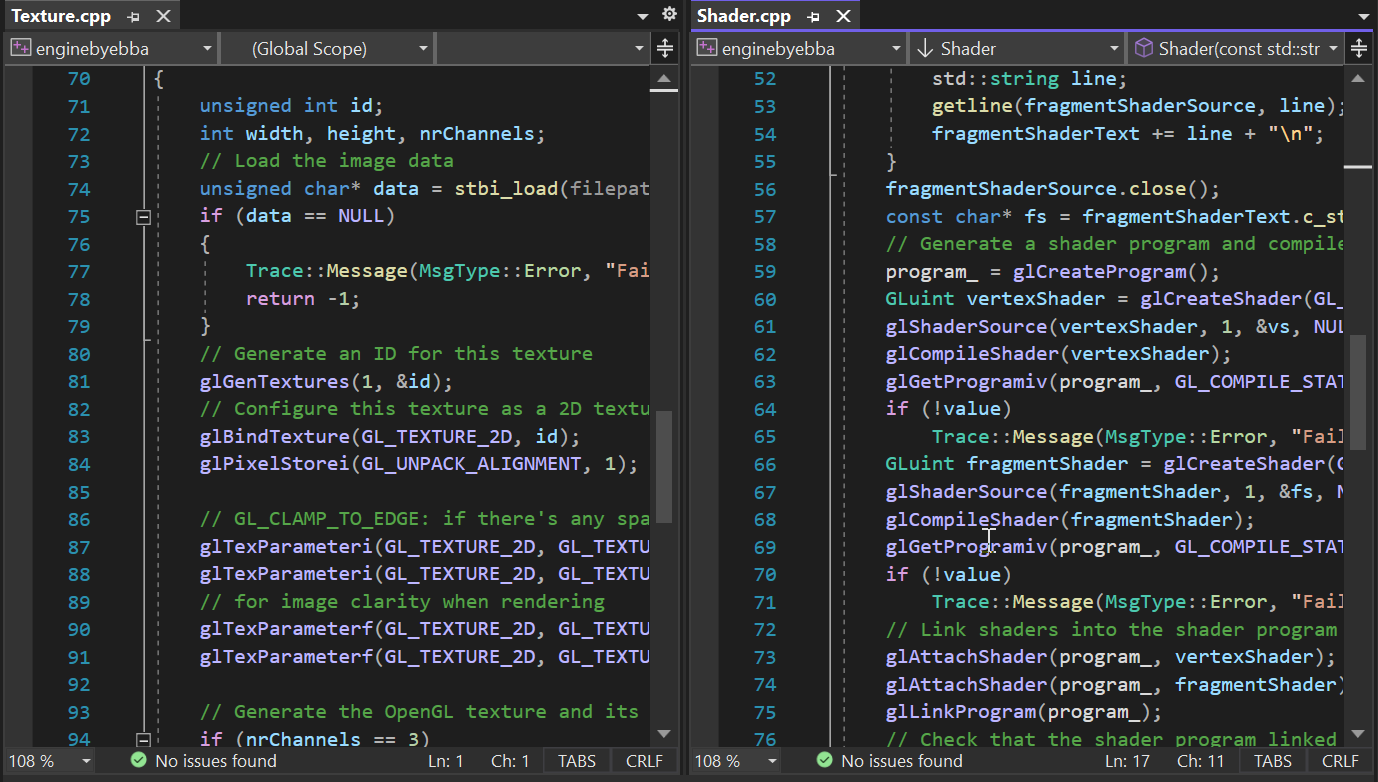 Texture.cpp
enginebyebba
(Global Scope)
70 {
71 unsigned int id;
72 int width, height, nrChannels;
73 // Load the image data
74 unsigned char* data = stbi_load(filepat
75 if (data == NULL)
76 {
77 Trace::Message(MsgType::Error, "Fai
78 return -1;
79 }
80 // Generate an ID for this texture
81 glGenTextures(1, &id);
82 // Configure this texture as a 2D textu
83 glBindTexture(GL_TEXTURE_2D, id);
84 glPixelStorei(GL_UNPACK_ALIGNMENT, 1);
85
86 // GL_CLAMP_TO_EDGE: if there's any spa
87 glTexParameteri(GL_TEXTURE_2D, GL_TEXTU
88 glTexParameteri(GL_TEXTURE_2D, GL_TEXTU
89 // for image clarity when rendering
90 glTexParameterf(GL_TEXTURE_2D, GL_TEXTU
91 glTexParameterf(GL_TEXTURE_2D, GL_TEXTU
92
93 // Generate the OpenGL texture and its
94 if (nrChannels == 3)
108 % No issues found Ln: 1 Ch: 1 TABS CRLF
Shader.cpp
enginebyebba
Shader
Shader(const std::str
52 std::string line;
53 getline(fragmentShaderSource, line);
54 fragmentShaderText += line + "\n";
55 }
56 fragmentShaderSource.close();
57 const char* fs = fragmentShaderText.c_st
58 // Generate a shader program and compile
59 program_ = glCreateProgram();
60 GLuint vertexShader = glCreateShader(GL_
61 glShaderSource(vertexShader, 1, &vs, NUL
62 glCompileShader(vertexShader);
63 glGetProgramiv(program_, GL_COMPILE_STAT
64 if (!value)
65 Trace::Message(MsgType::Error, "Fail
66 GLuint fragmentShader = glCreateShader(G
67 glShaderSource(fragmentShader, 1, &fs, N
68 glCompileShader(fragmentShader);
69 glGetProgramiv(program_, GL_COMPILE_STAT
70 if (!value)
71 Trace::Message(MsgType::Error, "Fail
72 // Link shaders into the shader program
73 glAttachShader(program_, vertexShader);
74 glAttachShader(program_, fragmentShader)
75 glLinkProgram(program_);
76 // Check that the shader program linked
108 % No issues found Ln: 17 Ch: 11 TABS CRLF